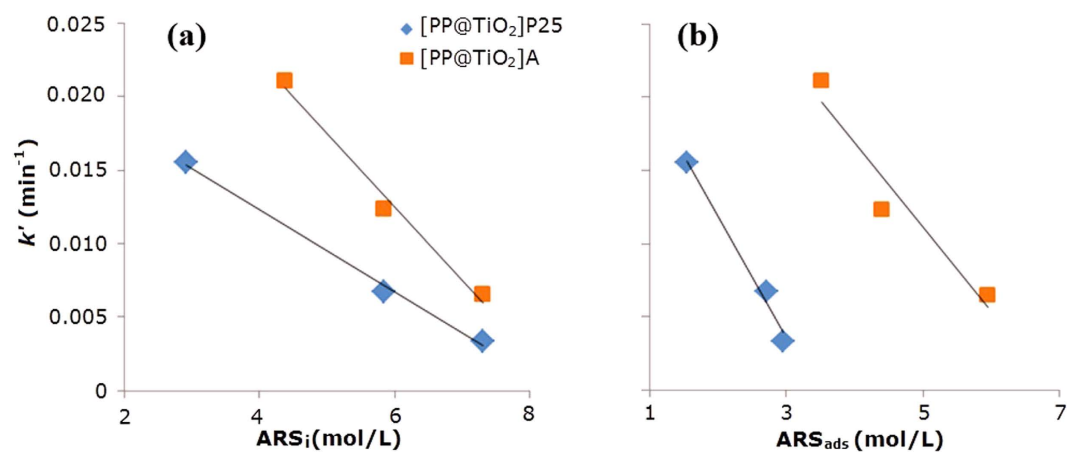 (a)
[PP@TiO₂]P25
[PP@TiO₂]A
(b)
k' (min⁻¹)
0.025
0.020
0.015
0.010
0.005
0
2 4 6 8
ARSᵢ(mol/L)
1 3 5 7
ARS_ads (mol/L)